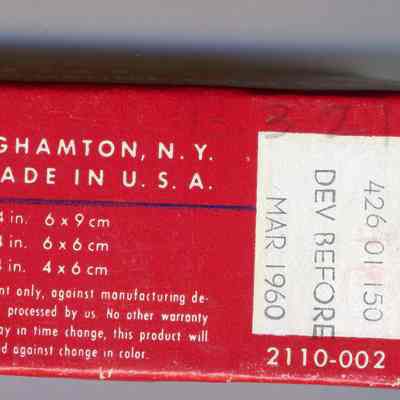 GHAMTON, N. Y.
ADE IN U. S. A.
in. 6 x 9 cm
in. 6 x 6 cm
in. 4 x 6 cm
nt only, against manufacturing de-
processed by us. No other warranty
ay in time change, this product will
d against change in color.
426 01 150
DEV BEFORE
MAR 1960
2110-002